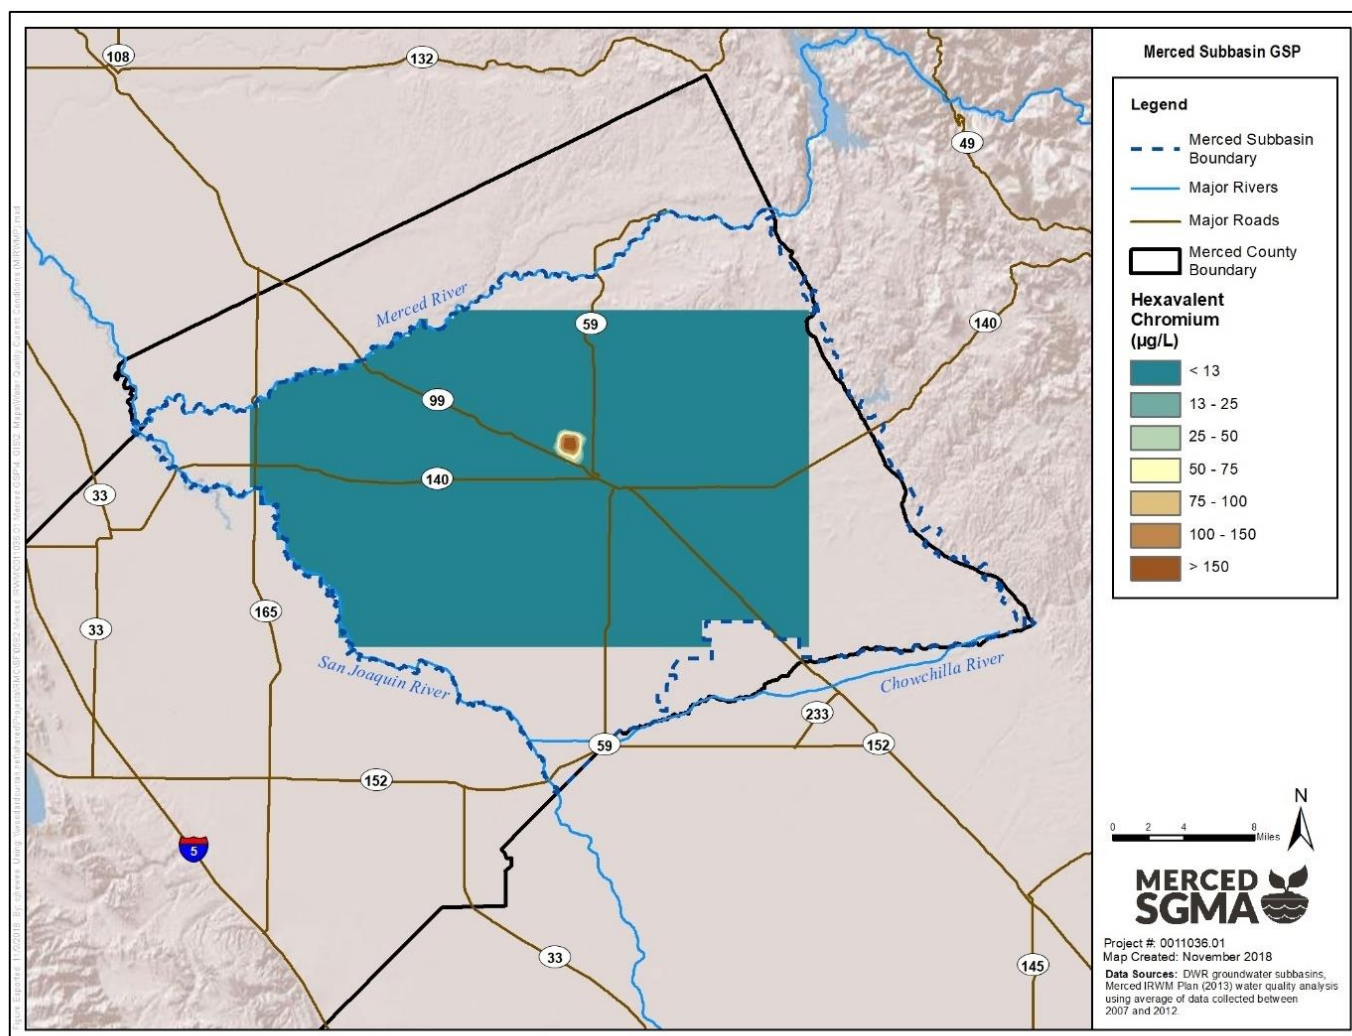 108
132
49
Merced River
59
140
99
140
33
33
165
San Joaquin River
Chowchilla River
233
59
152
152
5
33
145
Merced Subbasin GSP
Legend
Merced Subbasin
Boundary
Major Rivers
Major Roads
Merced County
Boundary
Hexavalent
Chromium
(µg/L)
< 13
13 - 25
25 - 50
50 - 75
75 - 100
100 - 150
> 150
N
0 2 4 8
Miles
MERCED
SGMA
Project #: 0011036.01
Map Created: November 2018
Data Sources: DWR groundwater subbasins,
Merced IRWM Plan (2013) water quality analysis
using average of data collected between
2007 and 2012.